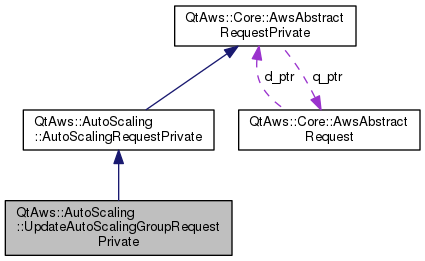 QtAws::Core::AwsAbstract
RequestPrivate
d_ptr
q_ptr
QtAws::AutoScaling
::AutoScalingRequestPrivate
QtAws::Core::AwsAbstract
Request
QtAws::AutoScaling
::UpdateAutoScalingGroupRequest
Private